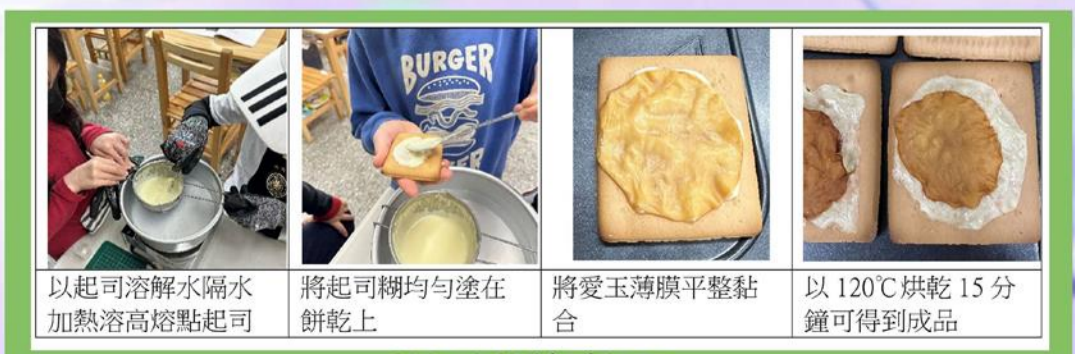 BURGER
BURGER
以起司溶解水隔水
加熱溶高熔點起司
將起司糊均勻塗在
餅乾上
將愛玉薄膜平整黏
合
以 120℃烘乾 15 分
鐘可得到成品